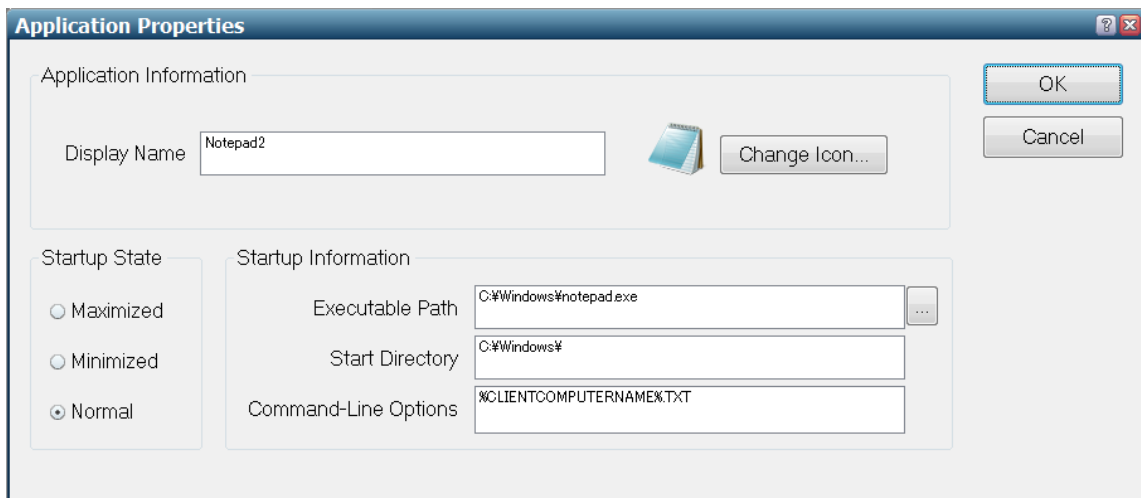 Application Properties
Application Information
Display Name
Notepad2
Change Icon...
OK
Cancel
Startup State
Maximized
Minimized
Normal
Startup Information
Executable Path
C:¥Windows¥notepad.exe
...
Start Directory
C:¥Windows¥
Command-Line Options
%CLIENTCOMPUTERNAME%.TXT